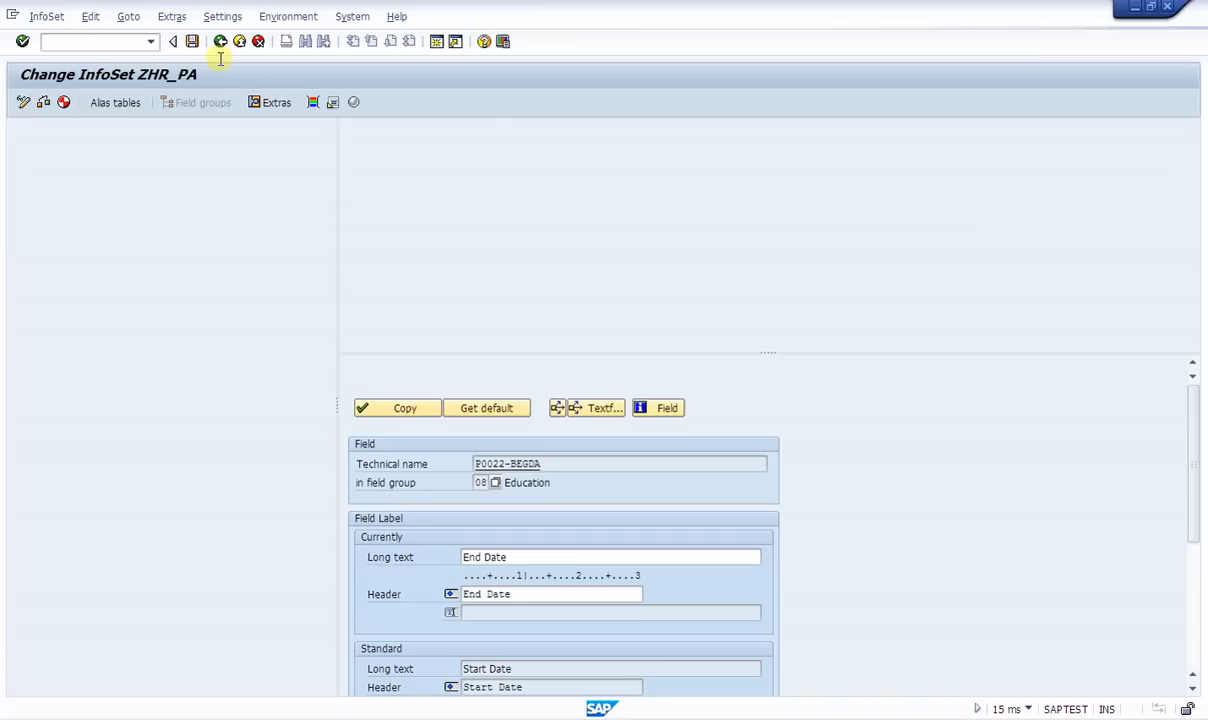 InfoSet Edit Goto Extras Settings Environment System Help
Change InfoSet ZHR_PA
Alias tables Field groups Extras
Copy Get default Textf... Field
Field
Technical name P0022-BEGDA
in field group 08 Education
Field Label
Currently
Long text End Date
....+....1|...+....2....+....3
Header End Date
Standard
Long text Start Date
Header Start Date
SAP 15 ms SAPTEST INS